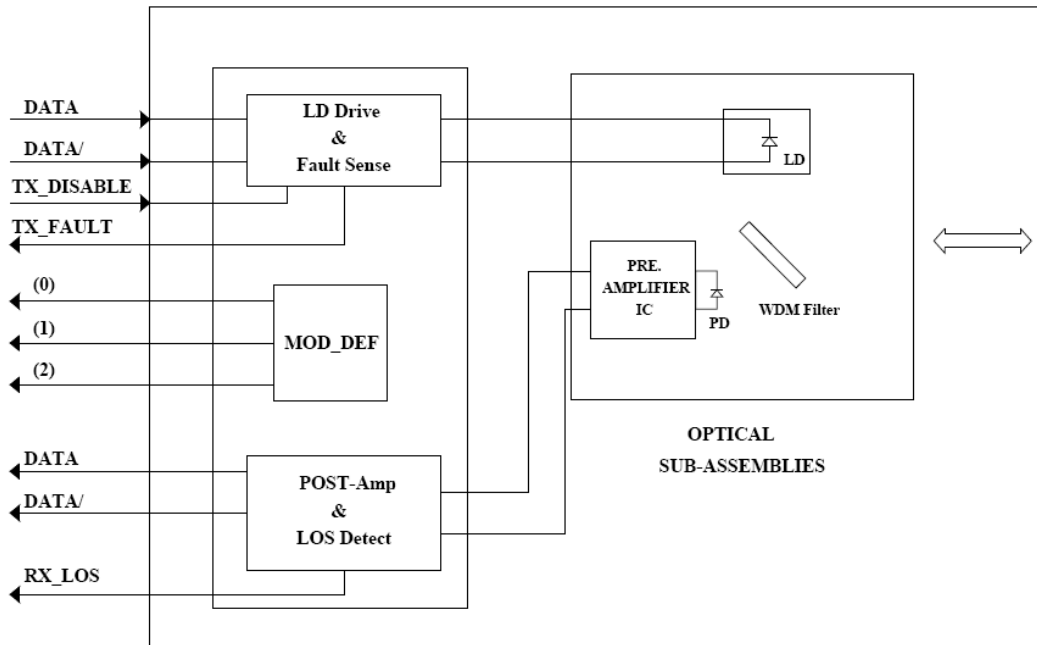 DATA
DATA/
TX_DISABLE
TX_FAULT
(0)
(1)
(2)
DATA
DATA/
RX_LOS
LD Drive
&
Fault Sense
MOD_DEF
POST-Amp
&
LOS Detect
LD
PRE.
AMPLIFIER
IC
PD
WDM Filter
OPTICAL
SUB-ASSEMBLIES